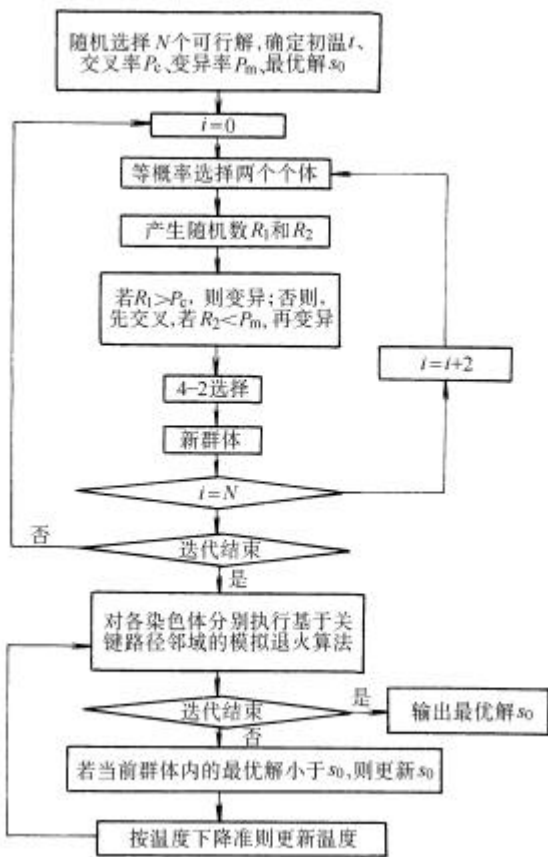 随机选择 N个可行解,确定初温t、
交叉率Pc、变异率Pm、最优解s0
i=0
等概率选择两个个体
产生随机数R1和R2
若R1>Pc, 则变异;否则,
先交叉,若R2<Pm,再变异
i=i+2
4-2选择
新群体
i=N
否
迭代结束
是
对各染色体分别执行基于关
键路径邻域的模拟退火算法
迭代结束
是
输出最优解s0
否
若当前群体内的最优解小于s0,则更新s0
按温度下降准则更新温度